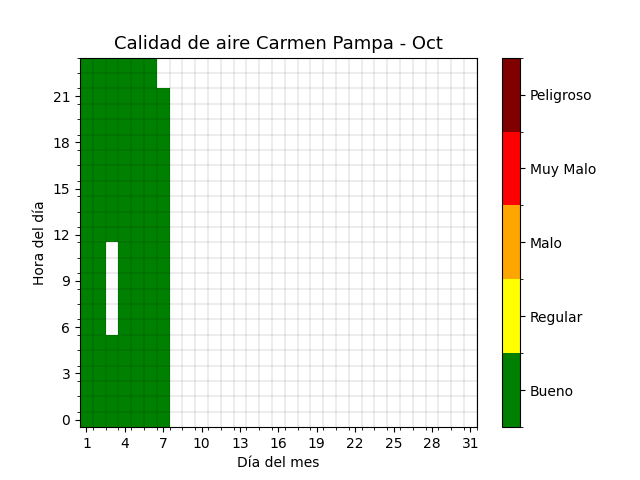 Calidad de aire Carmen Pampa - Oct
Hora del día
21
18
15
12
9
6
3
0
1 4 7 10 13 16 19 22 25 28 31
Día del mes
Peligroso
Muy Malo
Malo
Regular
Bueno